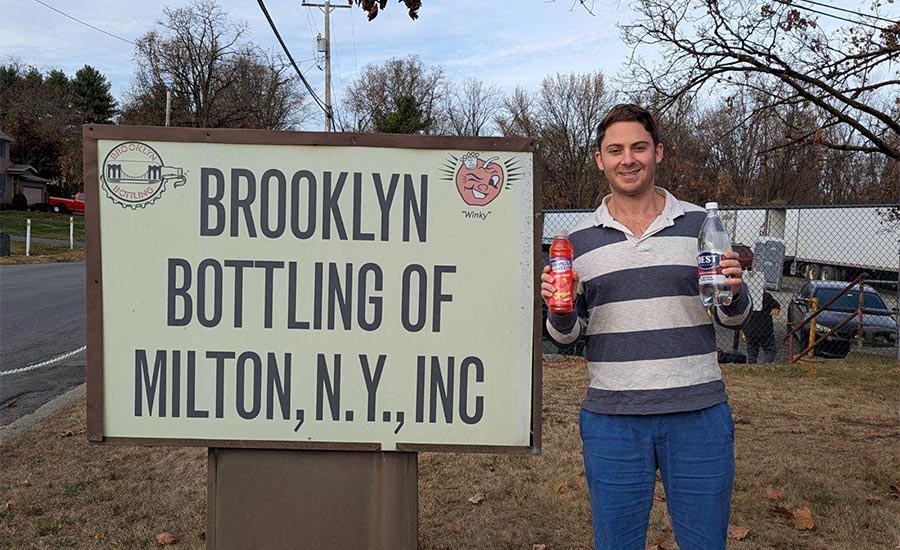 BROOKLYN
BOTTLING
BROOKLYN
BOTTLING OF
MILTON, N.Y., INC
"Winky"
BEST